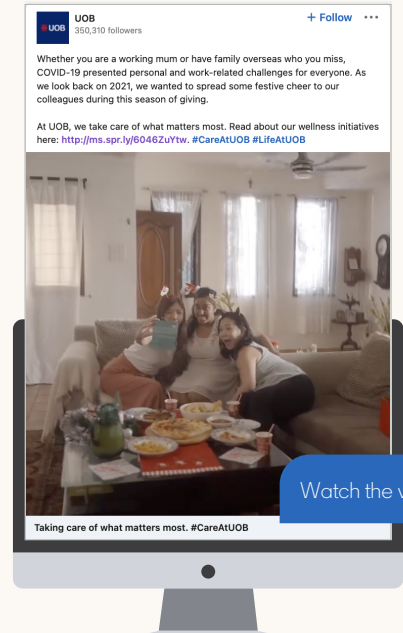 UOB
UOB
350,310 followers
+ Follow
Whether you are a working mum or have family overseas who you miss,
COVID-19 presented personal and work-related challenges for everyone. As
we look back on 2021, we wanted to spread some festive cheer to our
colleagues during this season of giving.
At UOB, we take care of what matters most. Read about our wellness initiatives
here: http://ms.spr.ly/6046ZuYtw. #CareAtUOB #LifeAtUOB
Watch the v
Taking care of what matters most. #CareAtUOB